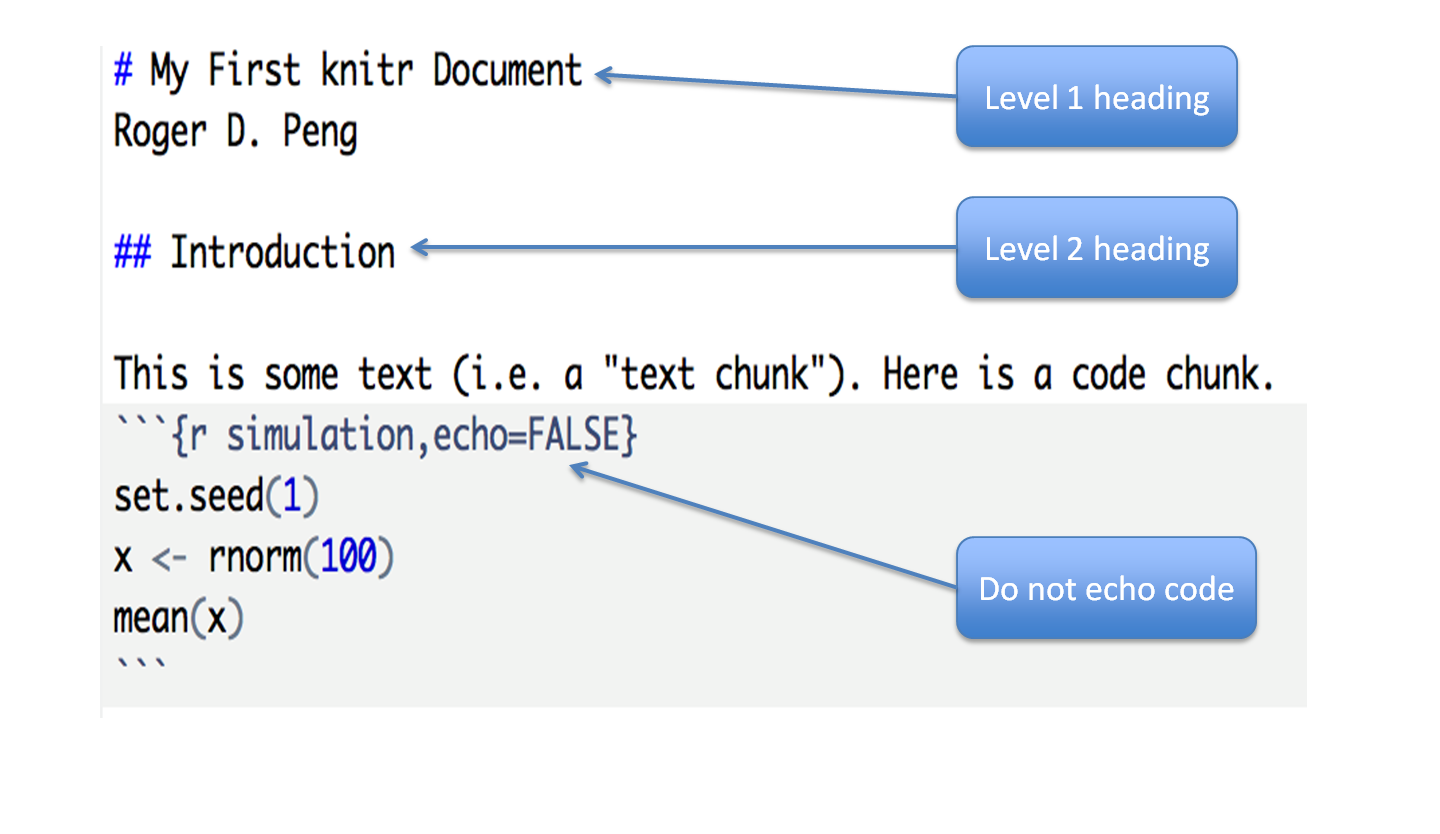 # My First knitr Document
Level 1 heading
Roger D. Peng
## Introduction
Level 2 heading
This is some text (i.e. a "text chunk"). Here is a code chunk.
```{r simulation,echo=FALSE}
set.seed(1)
x <- rnorm(100)
Do not echo code
mean(x)
```